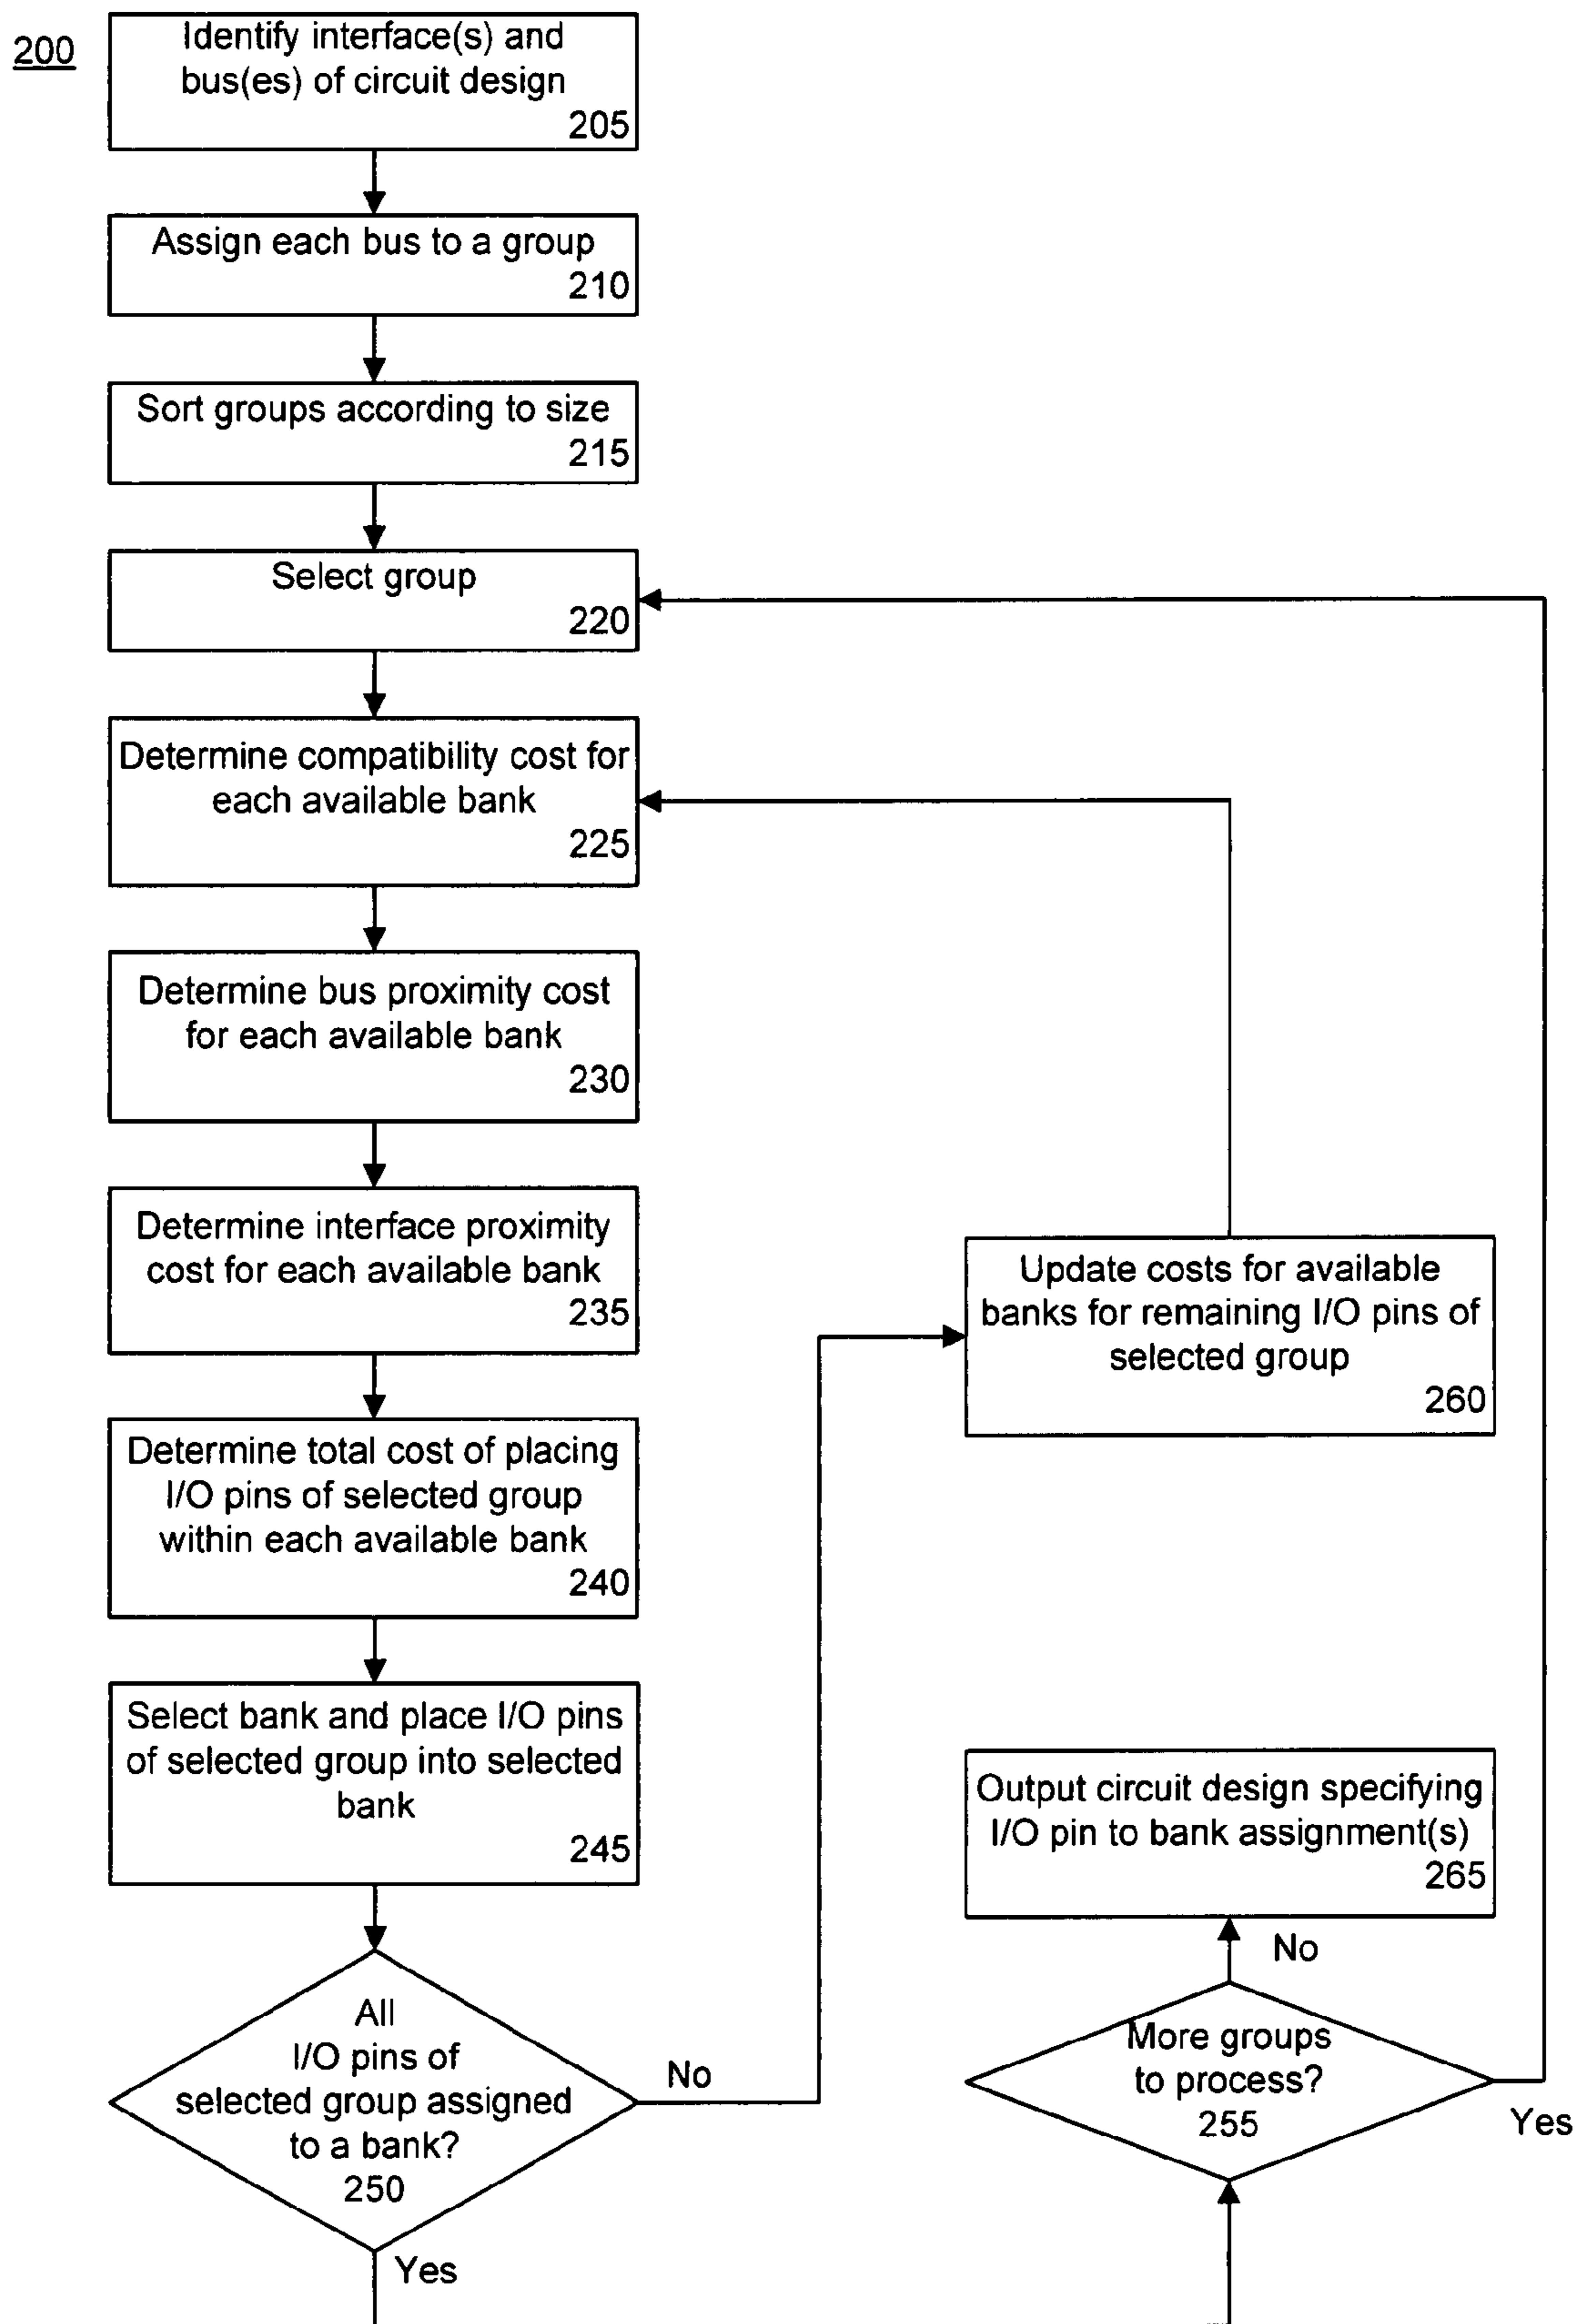 200
Identify interface(s) and
bus(es) of circuit design
205
Assign each bus to a group
210
Sort groups according to size
215
Select group
220
Determine compatibility cost for
each available bank
225
Determine bus proximity cost
for each available bank
230
Determine interface proximity
cost for each available bank
235
Determine total cost of placing
I/O pins of selected group
within each available bank
240
Select bank and place I/O pins
of selected group into selected
bank
245
All
I/O pins of
selected group assigned
to a bank?
250
No
Yes
Update costs for available
banks for remaining I/O pins of
selected group
260
Output circuit design specifying
I/O pin to bank assignment(s)
265
No
More groups
to process?
255
Yes